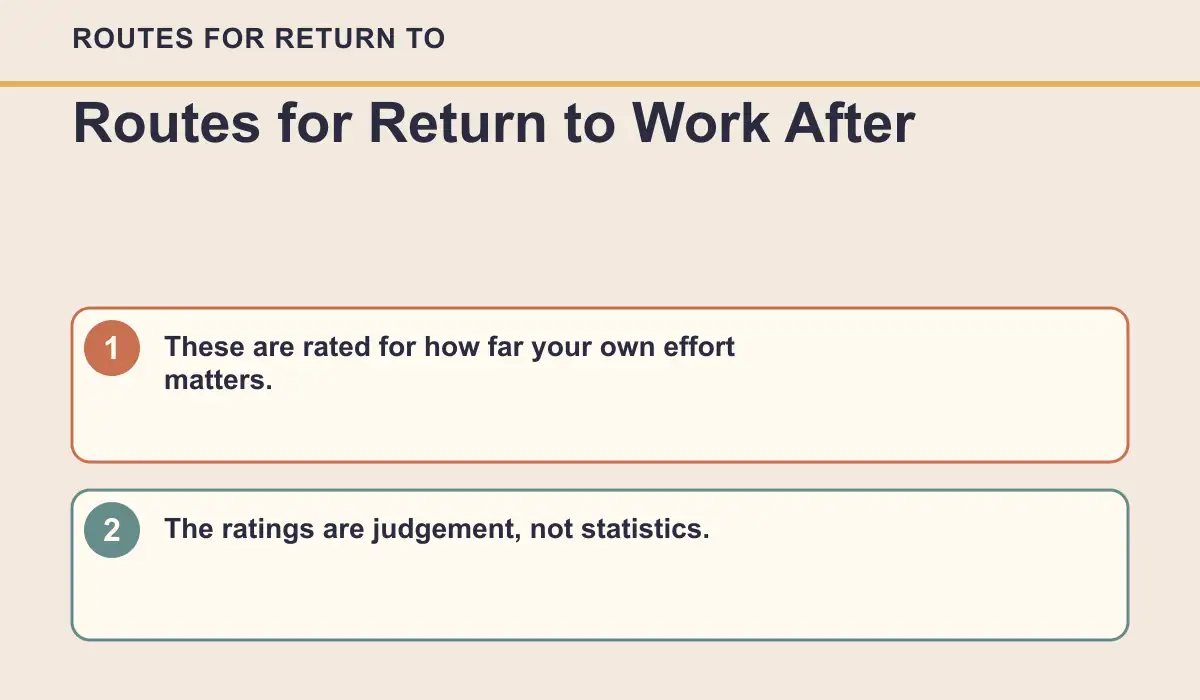 ROUTES FOR RETURN TO
Routes for Return to Work After
1
These are rated for how far your own effort
matters.
2
The ratings are judgement, not statistics.